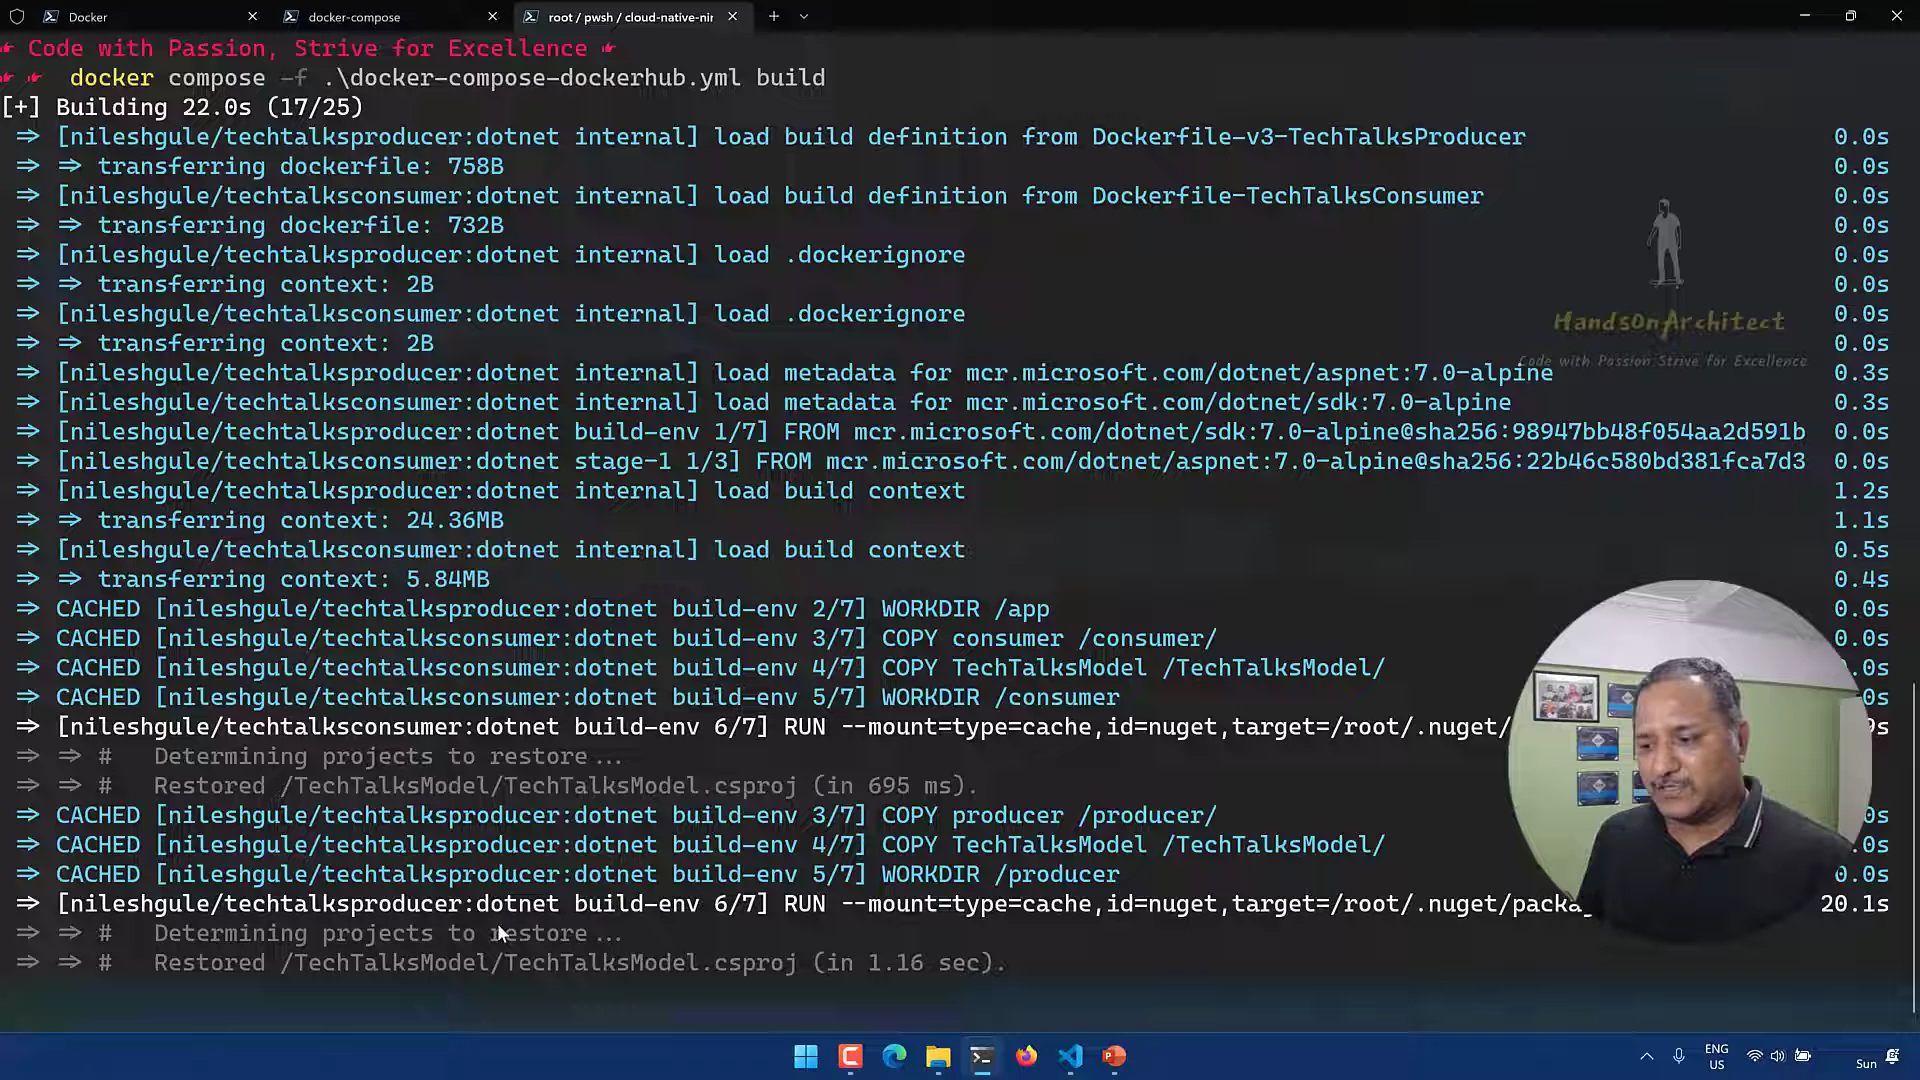 Docker
docker-compose
root / pwsh / cloud-native-nir
Code with Passion, Strive for Excellence
docker compose -f .\docker-compose-dockerhub.yml build
[+] Building 22.0s (17/25)
=> [nileshgule/techtalksproducer:dotnet internal] load build definition from Dockerfile-v3-TechTalksProducer 0.0s
=> => transferring dockerfile: 758B 0.0s
=> [nileshgule/techtalksconsumer:dotnet internal] load build definition from Dockerfile-TechTalksConsumer 0.0s
=> => transferring dockerfile: 732B 0.0s
=> [nileshgule/techtalksproducer:dotnet internal] load .dockerignore 0.0s
=> => transferring context: 2B 0.0s
=> [nileshgule/techtalksconsumer:dotnet internal] load .dockerignore 0.0s
=> => transferring context: 2B 0.0s
=> [nileshgule/techtalksproducer:dotnet internal] load metadata for mcr.microsoft.com/dotnet/aspnet:7.0-alpine 0.3s
=> [nileshgule/techtalksconsumer:dotnet internal] load metadata for mcr.microsoft.com/dotnet/sdk:7.0-alpine 0.3s
=> [nileshgule/techtalksproducer:dotnet build-env 1/7] FROM mcr.microsoft.com/dotnet/sdk:7.0-alpine@sha256:98947bb48f054aa2d591b 0.0s
=> [nileshgule/techtalksconsumer:dotnet stage-1 1/3] FROM mcr.microsoft.com/dotnet/aspnet:7.0-alpine@sha256:22b46c580bd381fca7d3 0.0s
=> [nileshgule/techtalksproducer:dotnet internal] load build context 1.2s
=> => transferring context: 24.36MB 1.1s
=> [nileshgule/techtalksconsumer:dotnet internal] load build context 0.5s
=> => transferring context: 5.84MB 0.4s
=> CACHED [nileshgule/techtalksproducer:dotnet build-env 2/7] WORKDIR /app 0.0s
=> CACHED [nileshgule/techtalksconsumer:dotnet build-env 3/7] COPY consumer /consumer/ 0.0s
=> CACHED [nileshgule/techtalksconsumer:dotnet build-env 4/7] COPY TechTalksModel /TechTalksModel/ .0s
=> CACHED [nileshgule/techtalksconsumer:dotnet build-env 5/7] WORKDIR /consumer 0s
=> [nileshgule/techtalksconsumer:dotnet build-env 6/7] RUN --mount=type=cache,id=nuget,target=/root/.nuget/
=> => # Determining projects to restore...
=> => # Restored /TechTalksModel/TechTalksModel.csproj (in 695 ms).
=> CACHED [nileshgule/techtalksproducer:dotnet build-env 3/7] COPY producer /producer/ 0s
=> CACHED [nileshgule/techtalksproducer:dotnet build-env 4/7] COPY TechTalksModel /TechTalksModel/ .0s
=> CACHED [nileshgule/techtalksproducer:dotnet build-env 5/7] WORKDIR /producer 0.0s
=> [nileshgule/techtalksproducer:dotnet build-env 6/7] RUN --mount=type=cache,id=nuget,target=/root/.nuget/packa 20.1s
=> => # Determining projects to restore...
=> => # Restored /TechTalksModel/TechTalksModel.csproj (in 1.16 sec).
HandsOnArchitect
Code with Passion Strive for Excellence
ENG
US
Sun